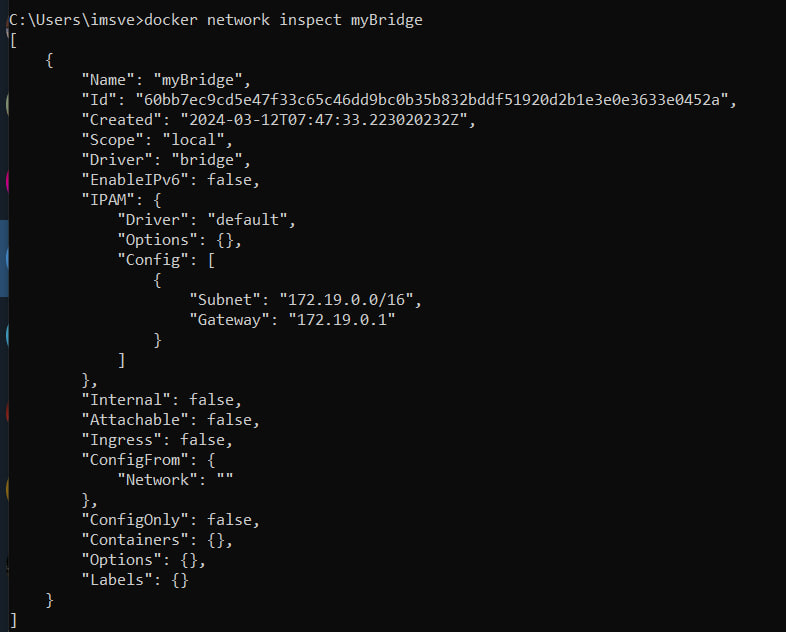 C:\Users\imsve>docker network inspect myBridge
[
    {
        "Name": "myBridge",
        "Id": "60bb7ec9cd5e47f33c65c46dd9bc0b35b832bddf51920d2b1e3e0e3633e0452a",
        "Created": "2024-03-12T07:47:33.223020232Z",
        "Scope": "local",
        "Driver": "bridge",
        "EnableIPv6": false,
        "IPAM": {
            "Driver": "default",
            "Options": {},
            "Config": [
                {
                    "Subnet": "172.19.0.0/16",
                    "Gateway": "172.19.0.1"
                }
            ]
        },
        "Internal": false,
        "Attachable": false,
        "Ingress": false,
        "ConfigFrom": {
            "Network": ""
        },
        "ConfigOnly": false,
        "Containers": {},
        "Options": {},
        "Labels": {}
    }
]